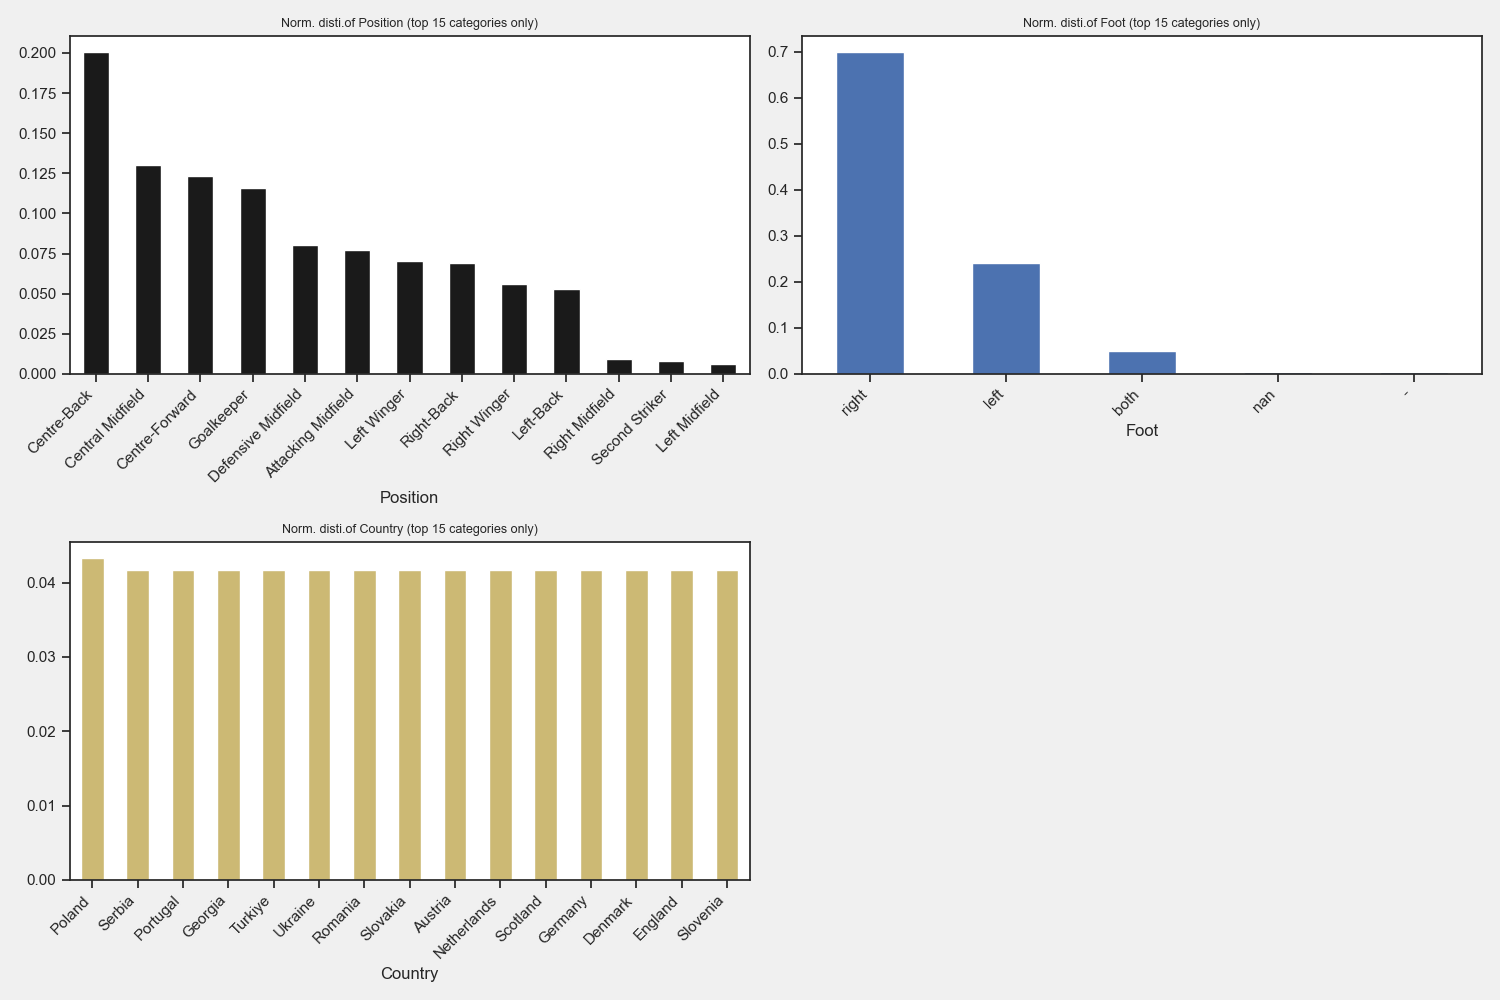 Norm. disti.of Position (top 15 categories only)
0.200
0.175
0.150
0.125
0.100
0.075
0.050
0.025
0.000
Centre-Back
Central Midfield
Centre-Forward
Goalkeeper
Defensive Midfield
Attacking Midfield
Left Winger
Right-Back
Right Winger
Left-Back
Right Midfield
Second Striker
Left Midfield
Position
Norm. disti.of Foot (top 15 categories only)
0.7
0.6
0.5
0.4
0.3
0.2
0.1
0.0
right
left
both
nan
-
Foot
Norm. disti.of Country (top 15 categories only)
0.04
0.03
0.02
0.01
0.00
Poland
Serbia
Portugal
Georgia
Turkiye
Ukraine
Romania
Slovakia
Austria
Netherlands
Scotland
Germany
Denmark
England
Slovenia
Country